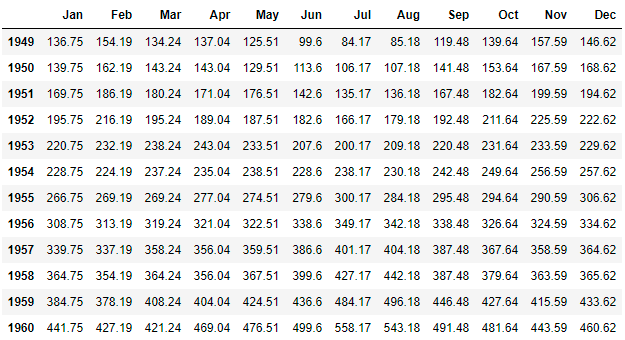 Jan Feb Mar Apr May Jun Jul Aug Sep Oct Nov Dec
1949 136.75 154.19 134.24 137.04 125.51 99.6 84.17 85.18 119.48 139.64 157.59 146.62
1950 139.75 162.19 143.24 143.04 129.51 113.6 106.17 107.18 141.48 153.64 167.59 168.62
1951 169.75 186.19 180.24 171.04 176.51 142.6 135.17 136.18 167.48 182.64 199.59 194.62
1952 195.75 216.19 195.24 189.04 187.51 182.6 166.17 179.18 192.48 211.64 225.59 222.62
1953 220.75 232.19 238.24 243.04 233.51 207.6 200.17 209.18 220.48 231.64 233.59 229.62
1954 228.75 224.19 237.24 235.04 238.51 228.6 238.17 230.18 242.48 249.64 256.59 257.62
1955 266.75 269.19 269.24 277.04 274.51 279.6 300.17 284.18 295.48 294.64 290.59 306.62
1956 308.75 313.19 319.24 321.04 322.51 338.6 349.17 342.18 338.48 326.64 324.59 334.62
1957 339.75 337.19 358.24 356.04 359.51 386.6 401.17 404.18 387.48 367.64 358.59 364.62
1958 364.75 354.19 364.24 356.04 367.51 399.6 427.17 442.18 387.48 379.64 363.59 365.62
1959 384.75 378.19 408.24 404.04 424.51 436.6 484.17 496.18 446.48 427.64 415.59 433.62
1960 441.75 427.19 421.24 469.04 476.51 499.6 558.17 543.18 491.48 481.64 443.59 460.62